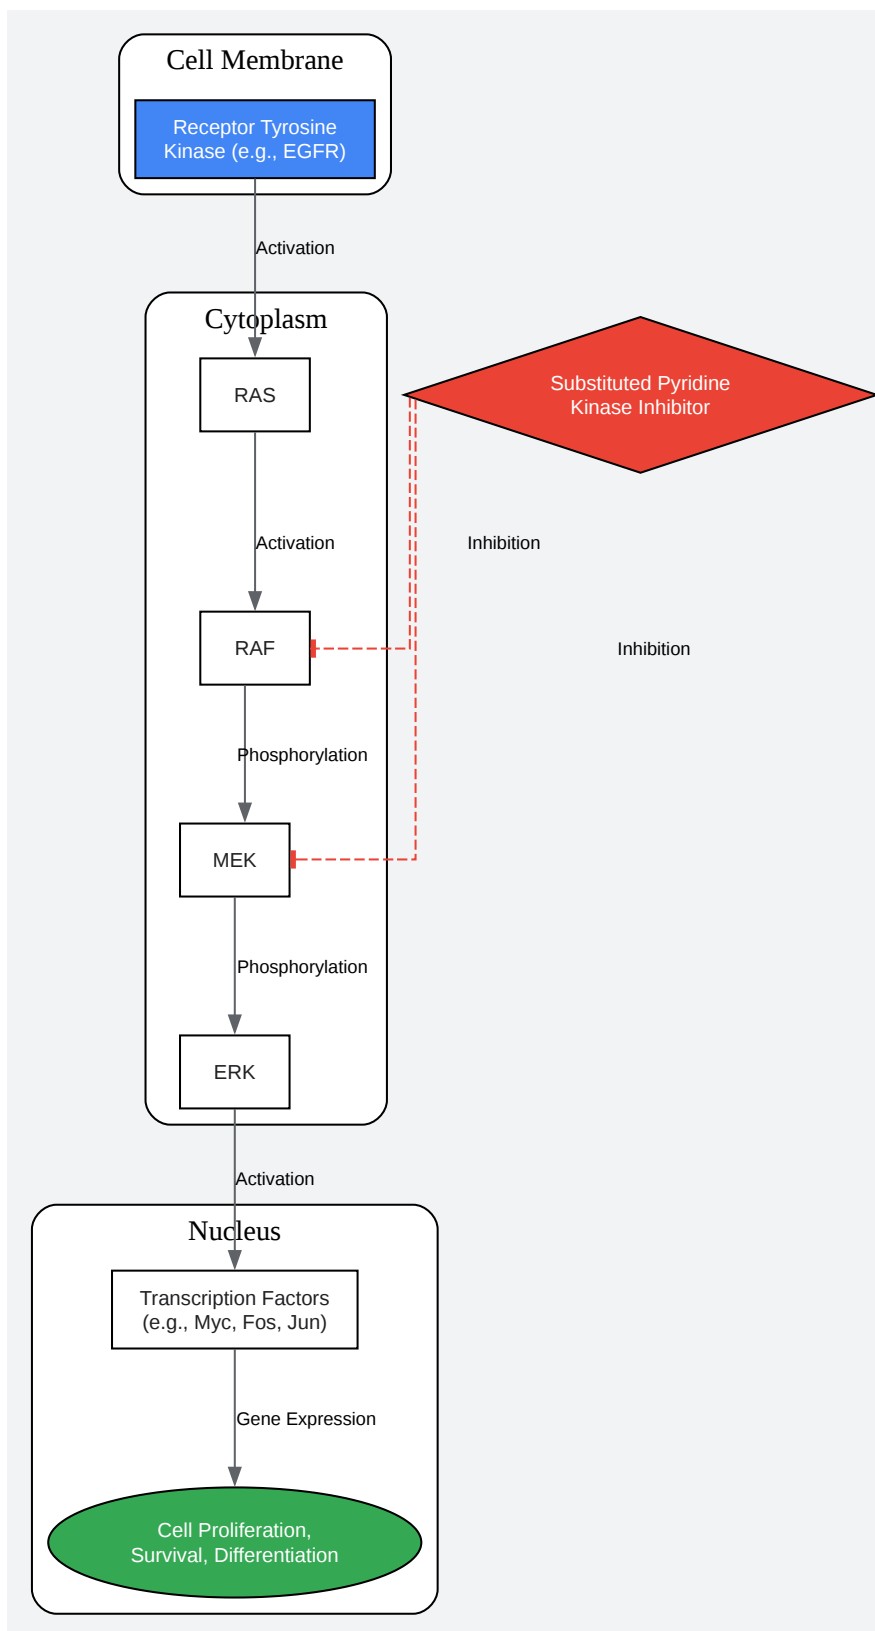 Cell Membrane
Receptor Tyrosine
Kinase (e.g., EGFR)
Activation
Cytoplasm
RAS
Substituted Pyridine
Kinase Inhibitor
Activation
Inhibition
RAF
Inhibition
Phosphorylation
MEK
Phosphorylation
ERK
Activation
Nucleus
Transcription Factors
(e.g., Myc, Fos, Jun)
Gene Expression
Cell Proliferation,
Survival, Differentiation